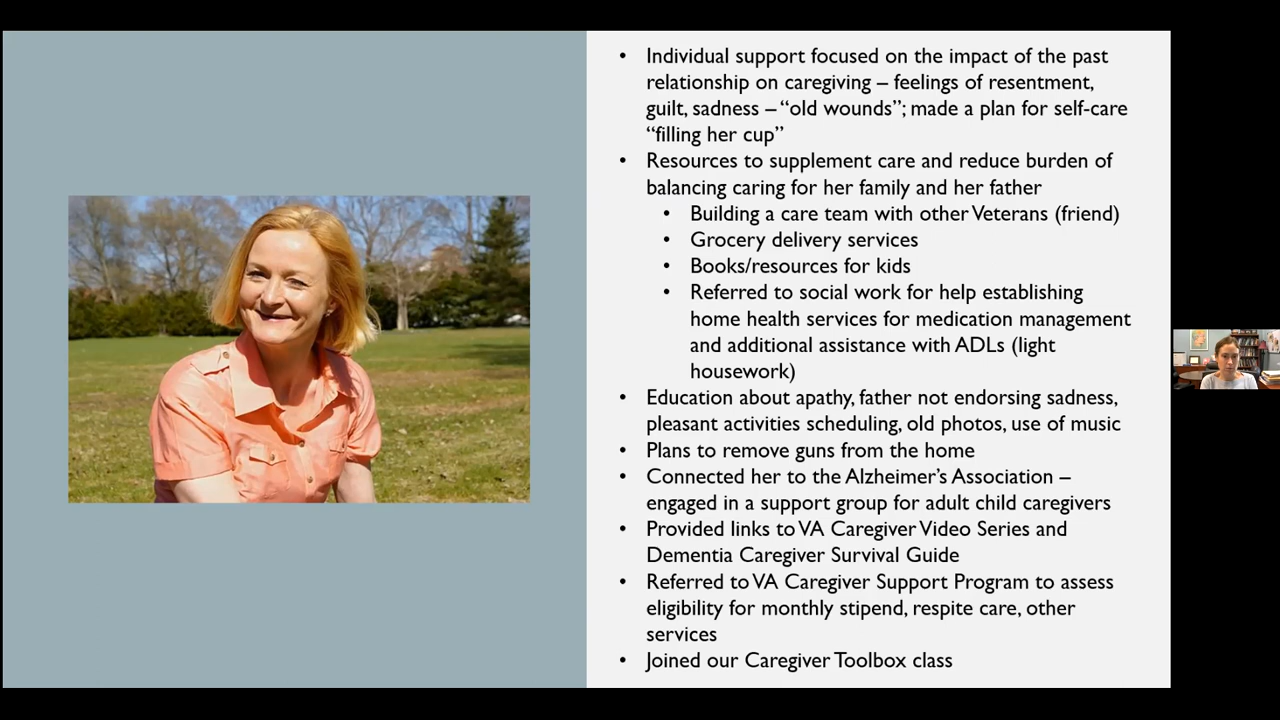 • Individual support focused on the impact of the past
relationship on caregiving – feelings of resentment,
guilt, sadness – “old wounds”; made a plan for self-care
“filling her cup”
• Resources to supplement care and reduce burden of
balancing caring for her family and her father
• Building a care team with other Veterans (friend)
• Grocery delivery services
• Books/resources for kids
• Referred to social work for help establishing
home health services for medication management
and additional assistance with ADLs (light
housework)
• Education about apathy, father not endorsing sadness,
pleasant activities scheduling, old photos, use of music
• Plans to remove guns from the home
• Connected her to the Alzheimer’s Association –
engaged in a support group for adult child caregivers
• Provided links to VA Caregiver Video Series and
Dementia Caregiver Survival Guide
• Referred to VA Caregiver Support Program to assess
eligibility for monthly stipend, respite care, other
services
• Joined our Caregiver Toolbox class